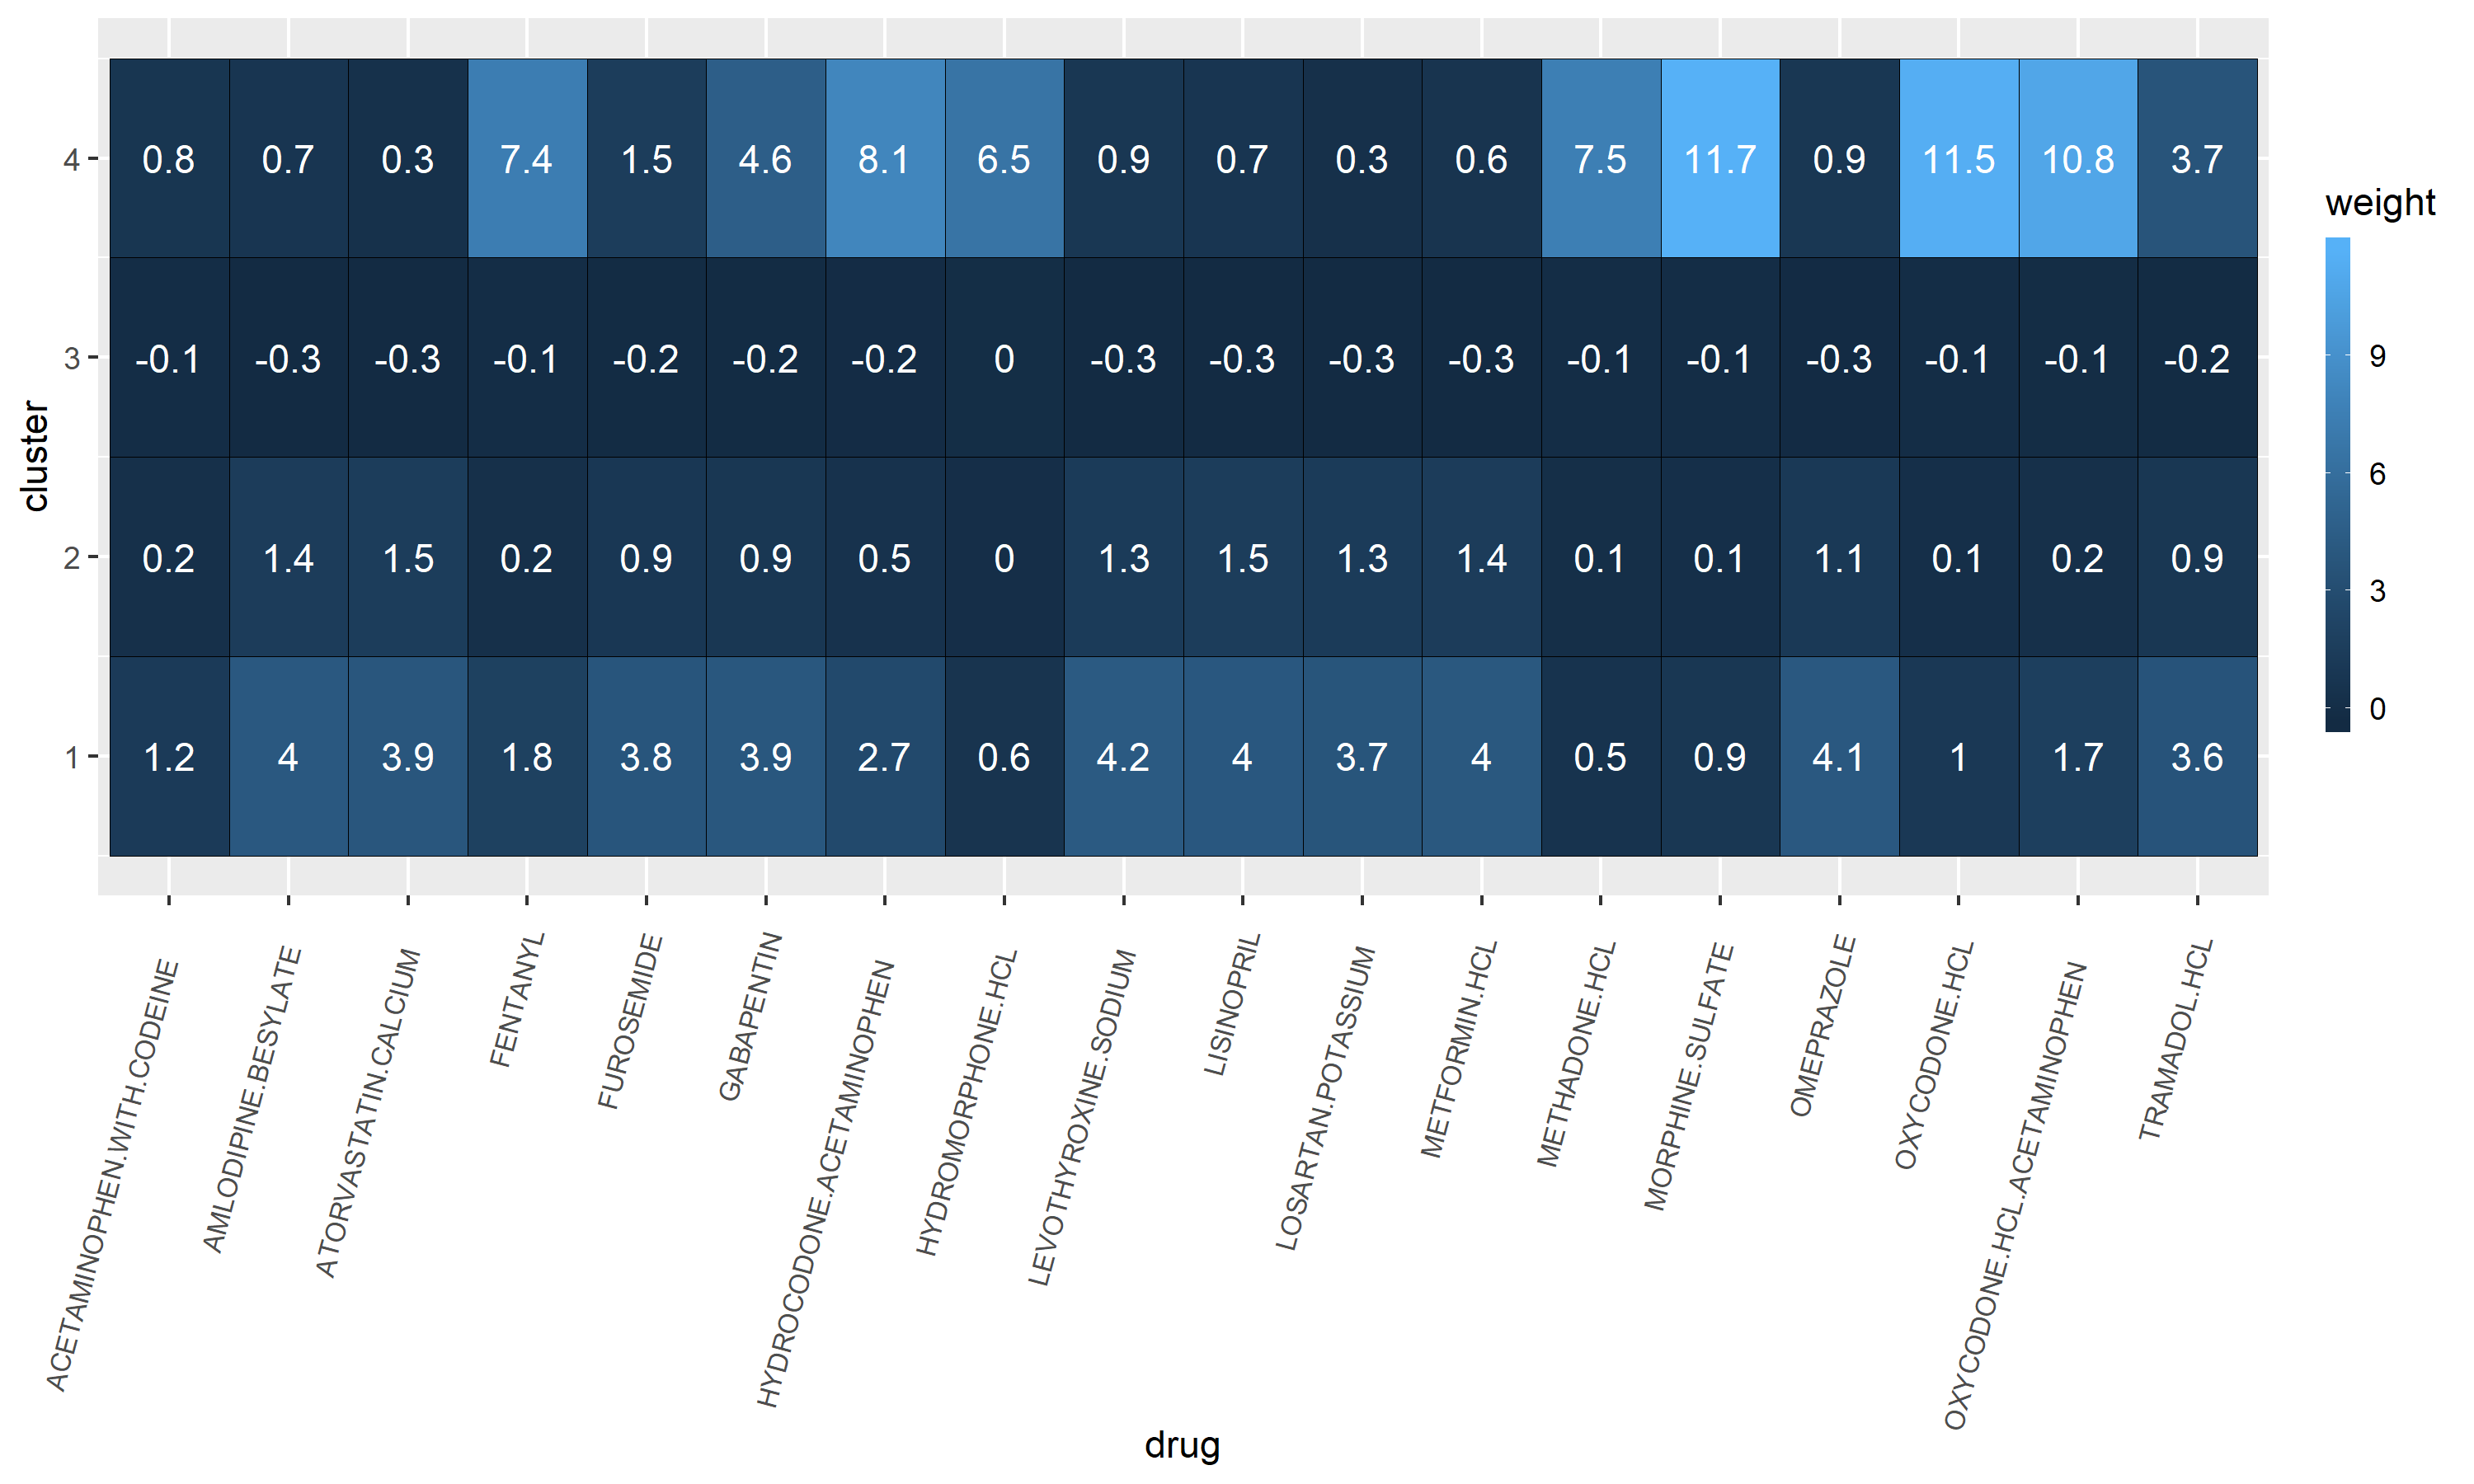 4 0.8 0.7 0.3 7.4 1.5 4.6 8.1 6.5 0.9 0.7 0.3 0.6 7.5 11.7 0.9 11.5 10.8 3.7
3 -0.1 -0.3 -0.3 -0.1 -0.2 -0.2 -0.2 0 -0.3 -0.3 -0.3 -0.3 -0.1 -0.1 -0.3 -0.1 -0.1 -0.2
2 0.2 1.4 1.5 0.2 0.9 0.9 0.5 0 1.3 1.5 1.3 1.4 0.1 0.1 1.1 0.1 0.2 0.9
1 1.2 4 3.9 1.8 3.8 3.9 2.7 0.6 4.2 4 3.7 4 0.5 0.9 4.1 1 1.7 3.6
cluster
ACETAMINOPHEN.WITH.CODEINE
AMLODIPINE.BESYLATE
ATORVASTATIN.CALCIUM
FENTANYL
FUROSEMIDE
GABAPENTIN
HYDROCODONE.ACETAMINOPHEN
HYDROMORPHONE.HCL
LEVOTHYROXINE.SODIUM
LISINOPRIL
LOSARTAN.POTASSIUM
METFORMIN.HCL
METHADONE.HCL
MORPHINE.SULFATE
OMEPRAZOLE
OXYCODONE.HCL
OXYCODONE.HCL.ACETAMINOPHEN
TRAMADOL.HCL
drug
weight
9
6
3
0